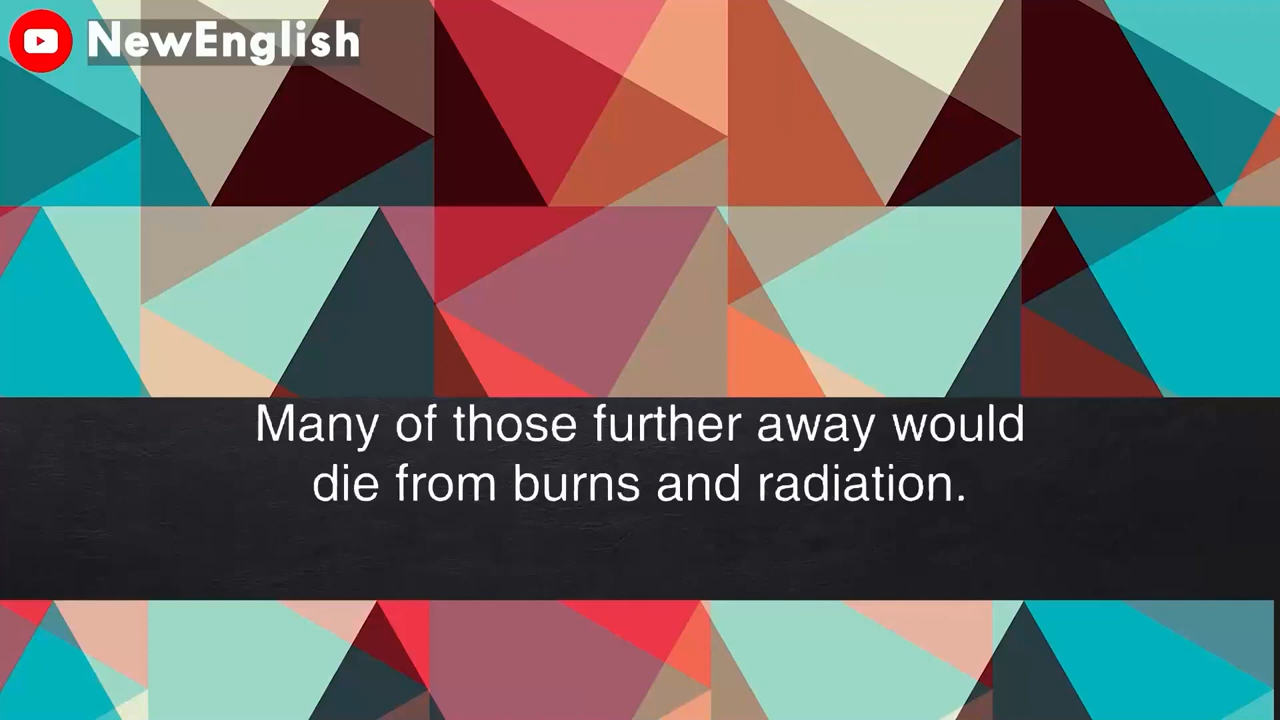 NewEnglish
Many of those further away would
die from burns and radiation.